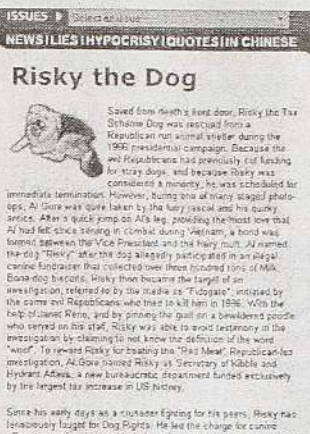 ISSUES Select an issue
NEWS | LIES | HYPOCRISY | QUOTES | IN CHINESE
Risky the Dog
Saved from death's front door, Risky the Tax
Scheme Dog was rescued from a
Republican run animal shelter during the
1996 presidential campaign. Because the
evil Republicans had previously cut funding
for stray dogs, and because Risky was
considered a minority, he was scheduled for
immediate termination. However, during one of many staged photo-
ops, Al Gore was quite taken by the furry rascal and his quirky
antics. After a quick jump on Al's leg, providing the most love that
Al had felt since serving in combat during Vietnam, a bond was
formed between the Vice President and the hairy mutt. Al named
the dog "Risky" after the dog allegedly participated in an illegal
canine fundraiser that collected over three hundred tons of Milk
Bone dog biscuits. Risky then became the target of an
investigation, referred to by the media as "Fidogate", initiated by
the same evil Republicans who tried to kill him in 1996. With the
help of Janet Reno, and by pinning the guilt on a bewildered poodle
who served on his staff, Risky was able to avoid testimony in the
investigation by claiming to not know the definition of the word
"woof". To reward Risky for beating the "Red Meat" Republican-led
investigation, Al Gore named Risky as Secretary of Kibble and
Hydrant Affairs, a new bureaucratic department funded exclusively
by the largest tax increase in US history.
Since his early days as a crusader fighting for his peers, Risky has
tenaciously fought for Dog Rights. He led the charge for canine